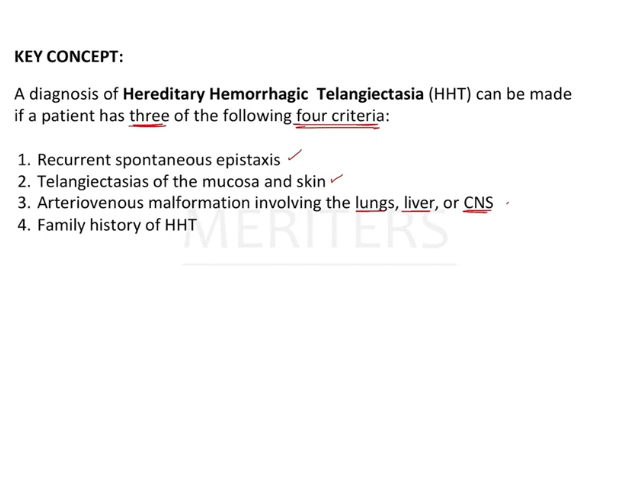 KEY CONCEPT:
A diagnosis of Hereditary Hemorrhagic Telangiectasia (HHT) can be made
if a patient has three of the following four criteria:
1. Recurrent spontaneous epistaxis
2. Telangiectasias of the mucosa and skin
3. Arteriovenous malformation involving the lungs, liver, or CNS
4. Family history of HHT
MERITERS